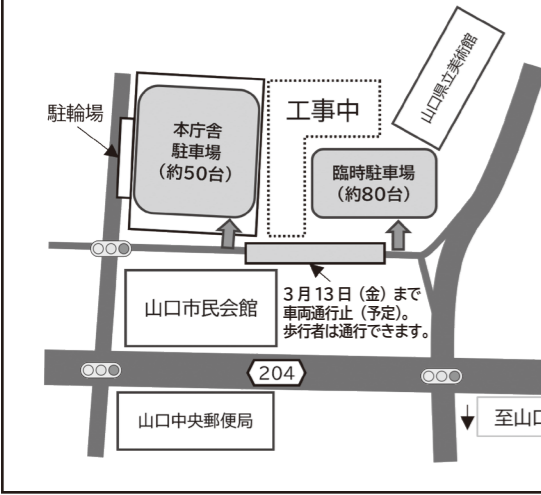 山口県立美術館
駐輪場
本庁舎
駐車場
（約50台）
工事中
臨時駐車場
（約80台）
山口市民会館
3月13日（金）まで
車両通行止（予定）。
歩行者は通行できます。
204
山口中央郵便局
至山口